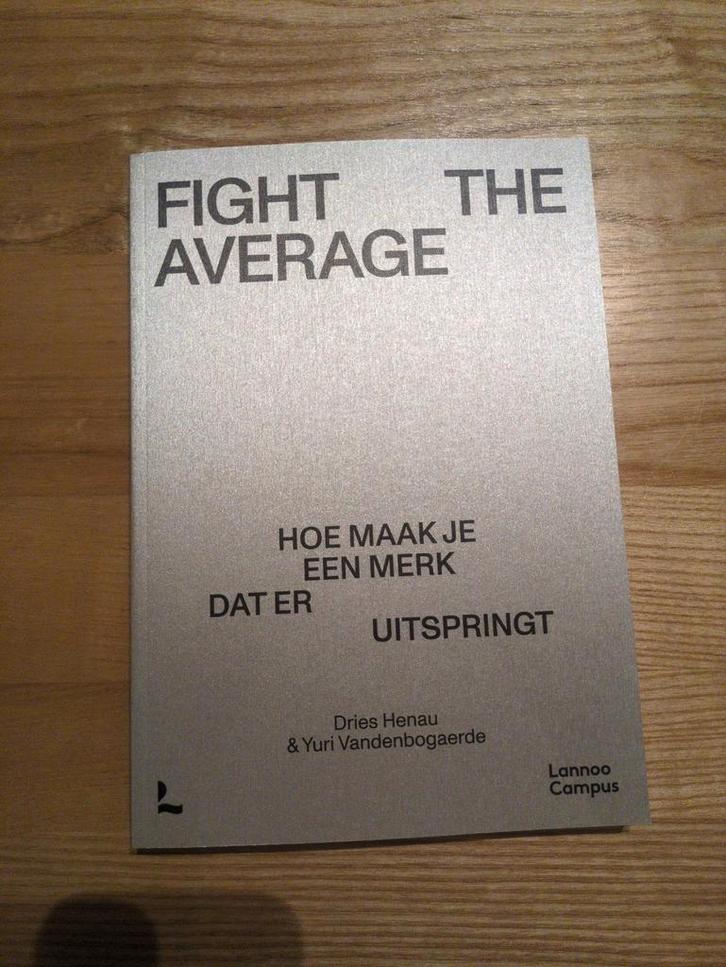 FIGHT THE
AVERAGE
HOE MAAK JE
EEN MERK
DAT ER
UITSPRINGT
Dries Henau
& Yuri Vandenbogaerde
Lannoo
Campus